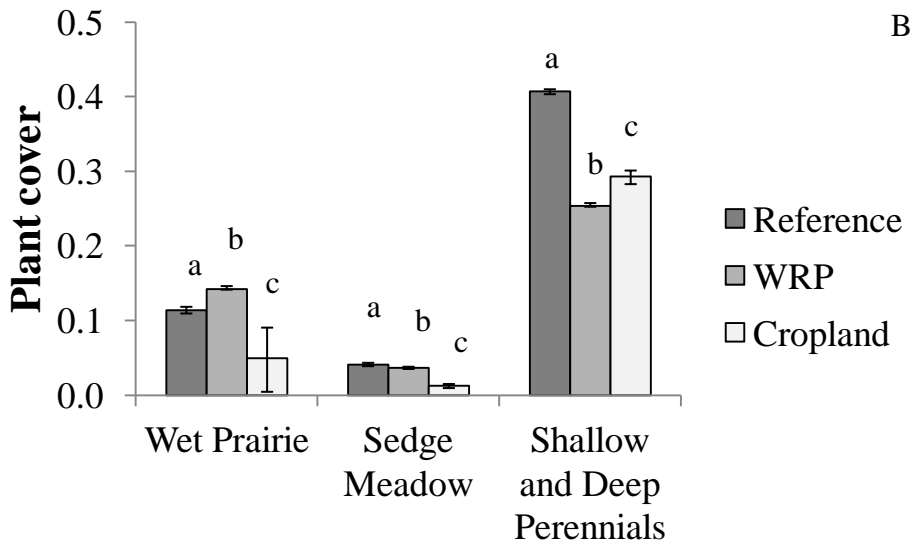 B
Plant cover
0.5
0.4
0.3
0.2
0.1
0.0
a
b
c
a
b
c
a
b
c
Wet Prairie
Sedge
Meadow
Shallow
and Deep
Perennials
Reference
WRP
Cropland